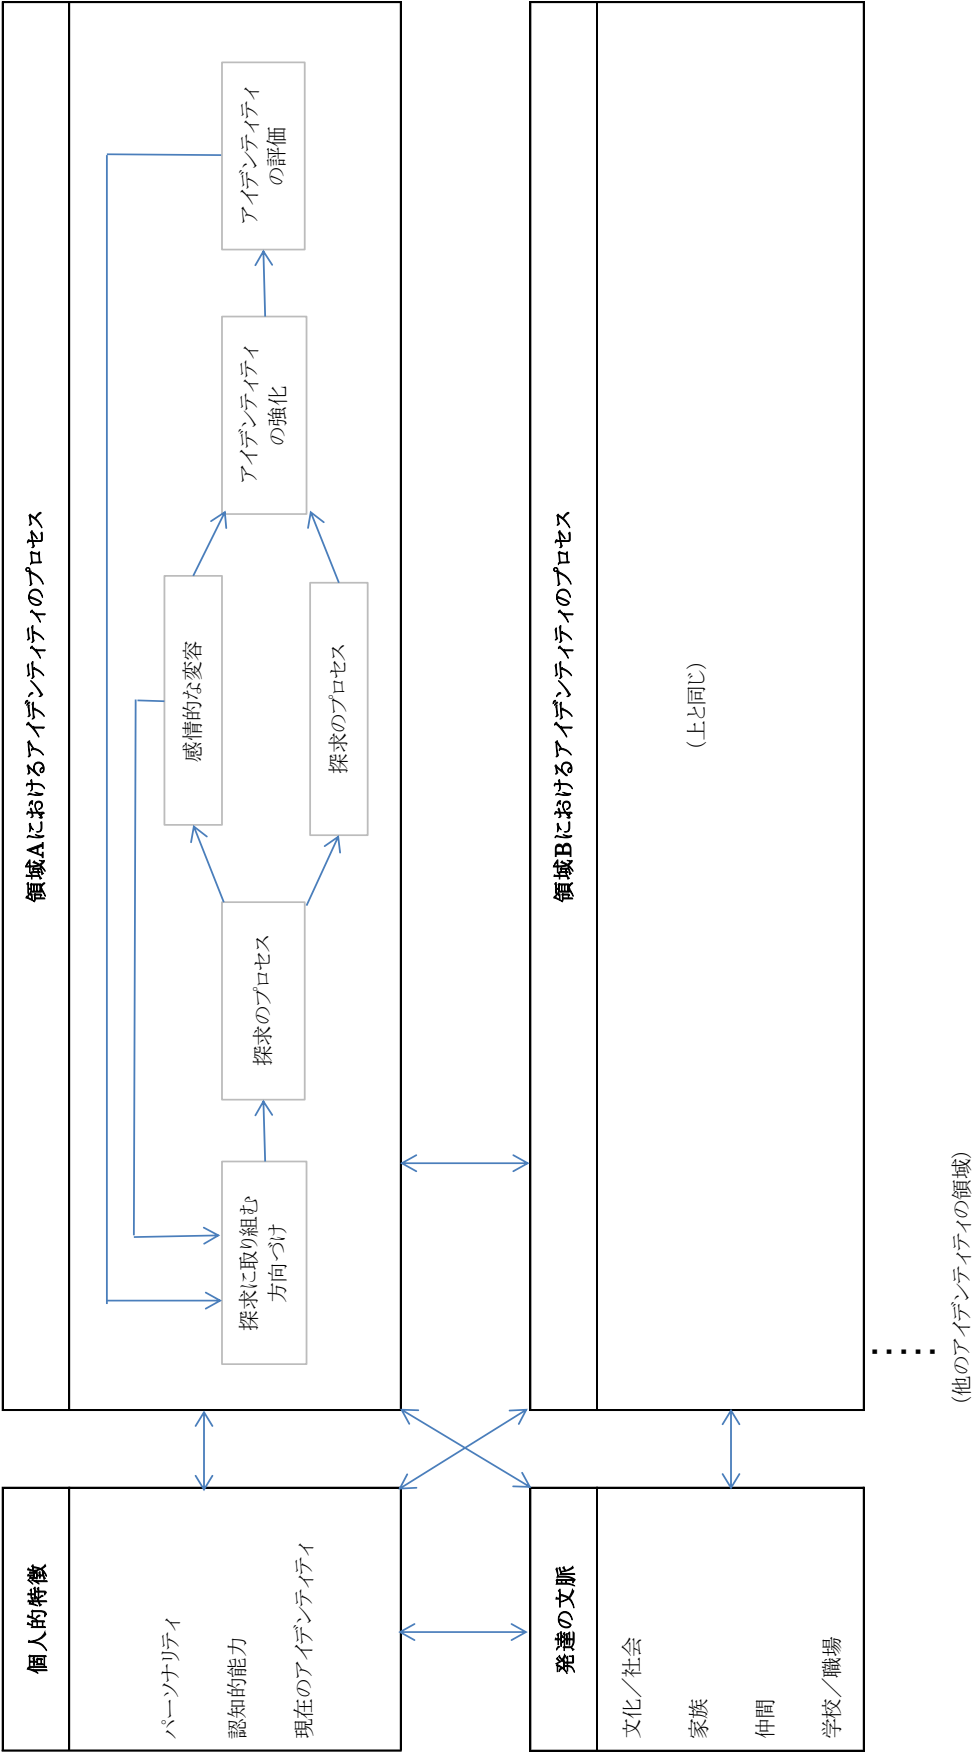 個人的特徴
パーソナリティ
認知的能力
現在のアイデンティティ
領域Aにおけるアイデンティティのプロセス
探求に取り組む
方向づけ
探求のプロセス
感情的な変容
探求のプロセス
アイデンティティ
の強化
アイデンティティ
の評価
発達の文脈
文化／社会
家族
仲間
学校／職場
領域Bにおけるアイデンティティのプロセス
(上と同じ)
(他のアイデンティティの領域)